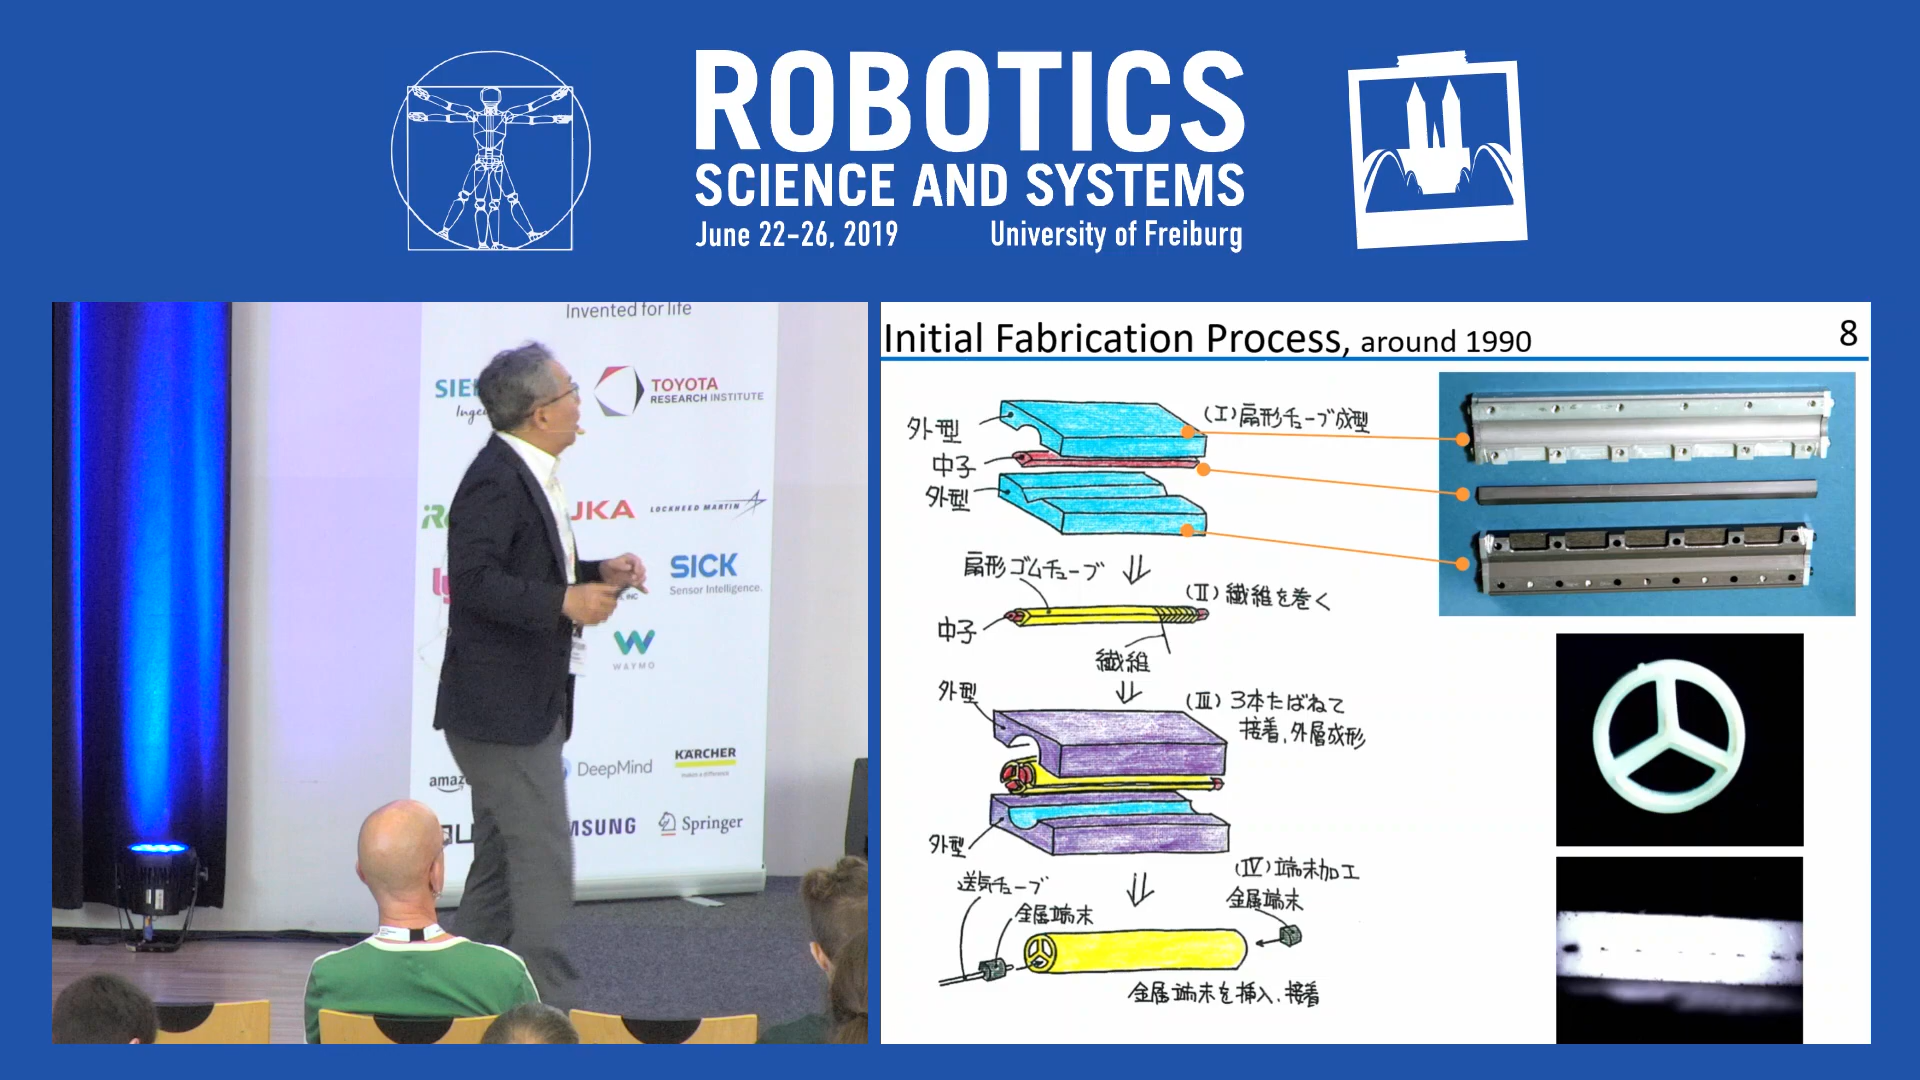 ROBOTICS
SCIENCE AND SYSTEMS
June 22-26, 2019
University of Freiburg
Invented for life
TOYOTA
RESEARCH INSTITUTE
LOCKHEED MARTIN
SICK
Sensor Intelligence.
WAYMO
KÄRCHER
makes a difference
DeepMind
Springer
Initial Fabrication Process, around 1990
8
外型
(I)扇形チューブ成型
中子
外型
扇形ゴムチューブ
(II)繊維を巻く
中子
繊維
外型
(III)3本たばねて
接着、外層成形
外型
(IV)端末加工
送気チューブ
金属端末
金属端末
金属端末を挿入、接着